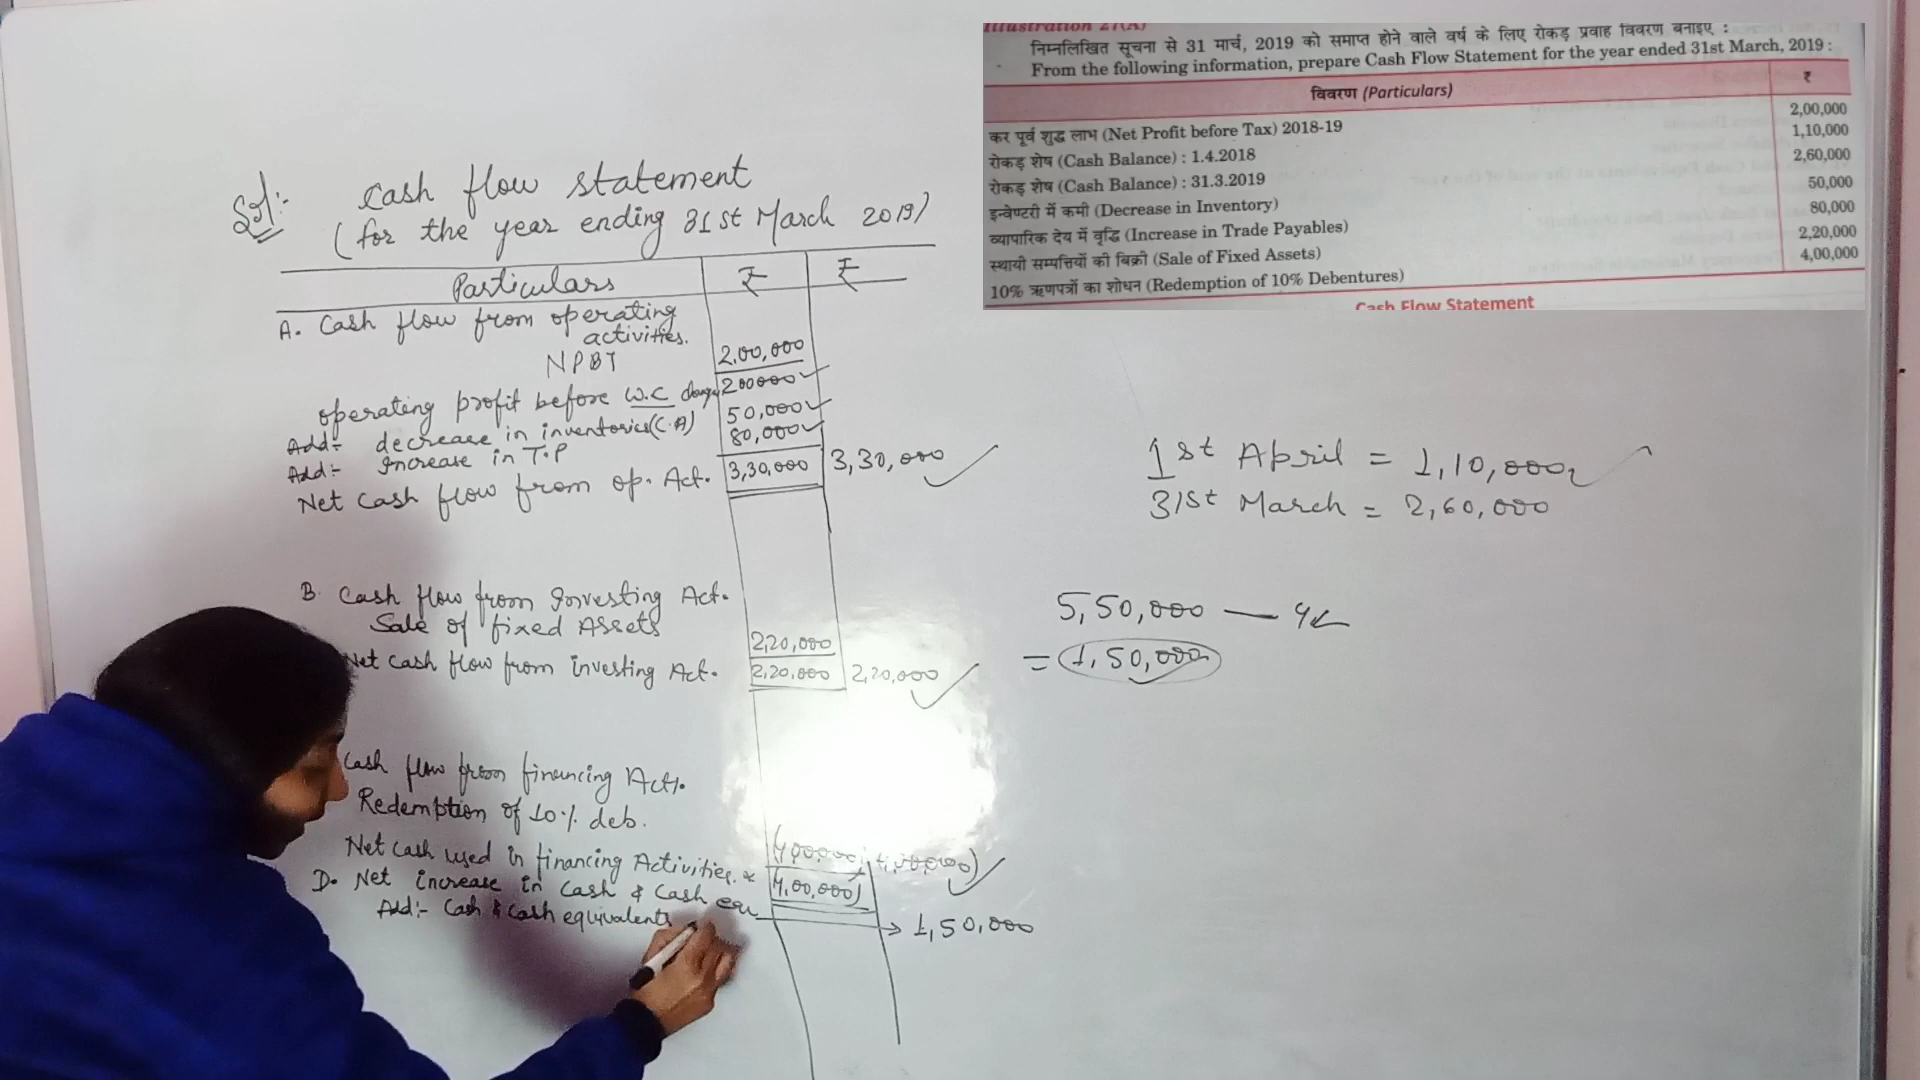 Illustration 21(A)
निम्नलिखित सूचना से 31 मार्च, 2019 को समाप्त होने वाले वर्ष के लिए रोकड़ प्रवाह विवरण बनाइए :
From the following information, prepare Cash Flow Statement for the year ended 31st March, 2019 :
विवरण (Particulars) ₹
कर पूर्व शुद्ध लाभ (Net Profit before Tax) 2018-19 2,00,000
रोकड़ शेष (Cash Balance) : 1.4.2018 1,10,000
रोकड़ शेष (Cash Balance) : 31.3.2019 2,60,000
इन्वेण्टरी में कमी (Decrease in Inventory) 50,000
व्यापारिक देय में वृद्धि (Increase in Trade Payables) 80,000
स्थायी सम्पत्तियों की बिक्री (Sale of Fixed Assets) 2,20,000
10% ऋणपत्रों का शोधन (Redemption of 10% Debentures) 4,00,000
Cash Flow Statement
Sol:- Cash flow statement
(for the year ending 31st March 2019)
Particulars ₹ ₹
A. Cash flow from operating
activities.
NPBT 2,00,000
operating profit before W.C 200000
Add:- decrease in inventories (C.A) 50,000
Add:- Increase in T.P 80,000
Net Cash flow from op. Act. 3,30,000 3,30,000
B. Cash flow from Investing Act.
Sale of fixed Assets 2,20,000
Net cash flow from investing Act. 2,20,000 2,20,000
Cash flow from financing Act.
Redemption of 10% deb.
Net cash used in financing Activities. (4,00,000)
D. Net increase in Cash & Cash equ 1,50,000
Add:- Cash & Cash equivalents
1st April = 1,10,000
31st March = 2,60,000
5,50,000 — 4L
= 1,50,000